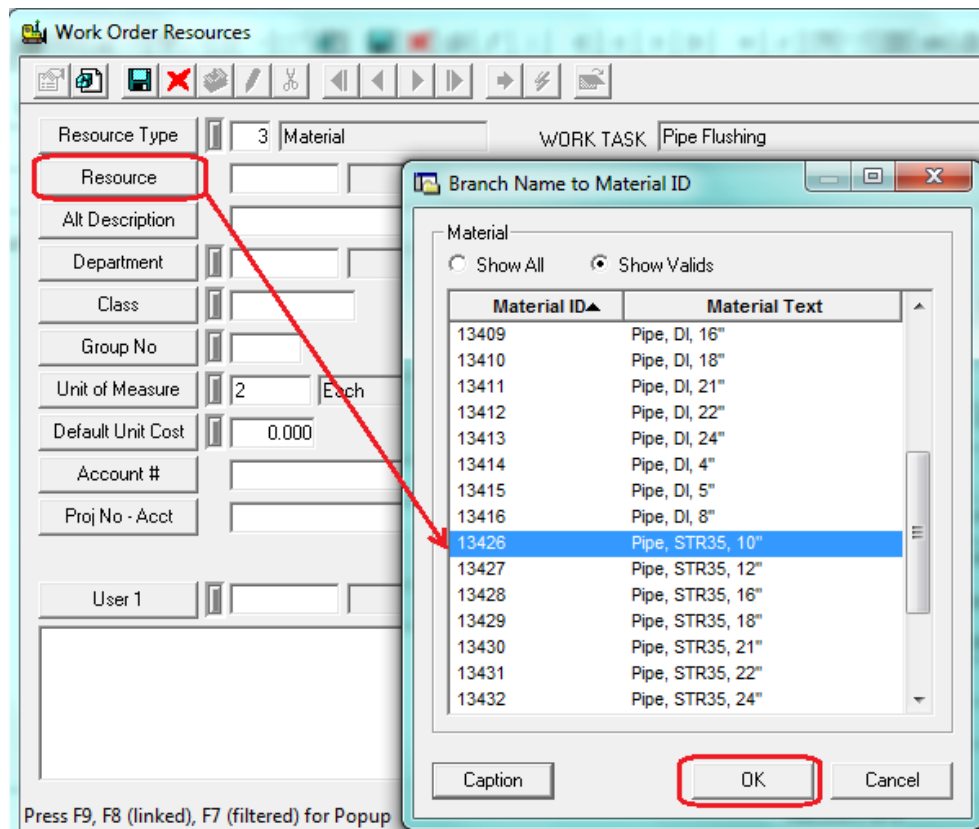 Work Order Resources
Resource Type 3 Material WORK TASK Pipe Flushing
Resource
Alt Description
Department
Class
Group No
Unit of Measure 2 Each
Default Unit Cost 0.000
Account #
Proj No - Acct
User 1
Press F9, F8 (linked), F7 (filtered) for Popup
Branch Name to Material ID
Material
Show All Show Valids
Material ID Material Text
13409 Pipe, DI, 16"
13410 Pipe, DI, 18"
13411 Pipe, DI, 21"
13412 Pipe, DI, 22"
13413 Pipe, DI, 24"
13414 Pipe, DI, 4"
13415 Pipe, DI, 5"
13416 Pipe, DI, 8"
13426 Pipe, STR35, 10"
13427 Pipe, STR35, 12"
13428 Pipe, STR35, 16"
13429 Pipe, STR35, 18"
13430 Pipe, STR35, 21"
13431 Pipe, STR35, 22"
13432 Pipe, STR35, 24"
Caption OK Cancel